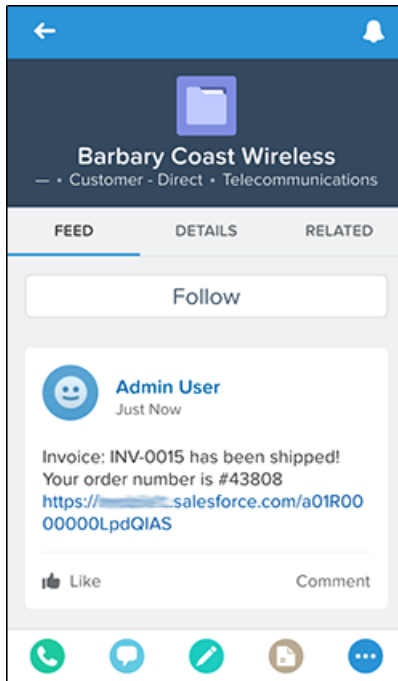 Barbary Coast Wireless
— • Customer - Direct • Telecommunications
FEED DETAILS RELATED
Follow
Admin User
Just Now
Invoice: INV-0015 has been shipped!
Your order number is #43808
https:// .salesforce.com/a01R00
00000LpdQIAS
Like Comment